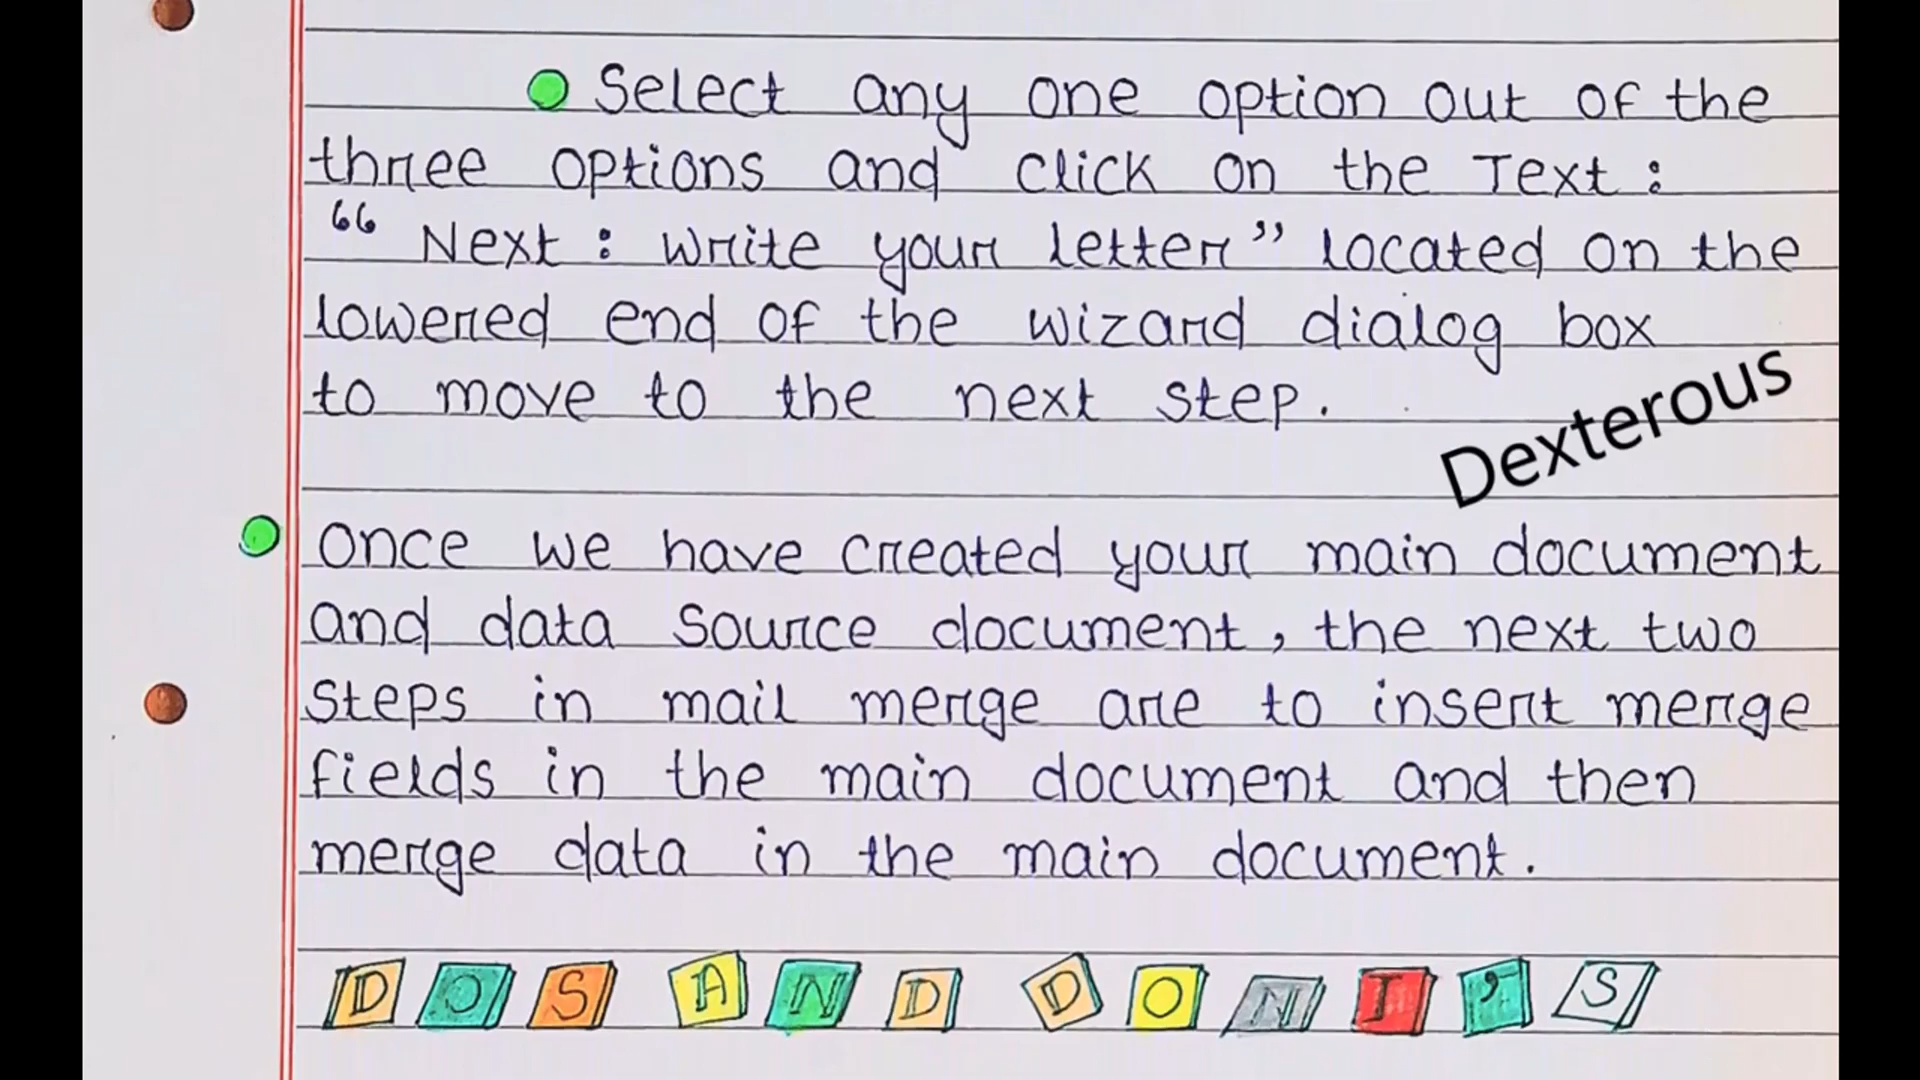 Select any one option out of the
three options and click on the Text :
“ Next : write your letter” located on the
lowered end of the wizard dialog box
to move to the next step.
Dexterous
Once we have created your main document
and data source document, the next two
steps in mail merge are to insert merge
fields in the main document and then
merge data in the main document.
DOS AND DONT'S